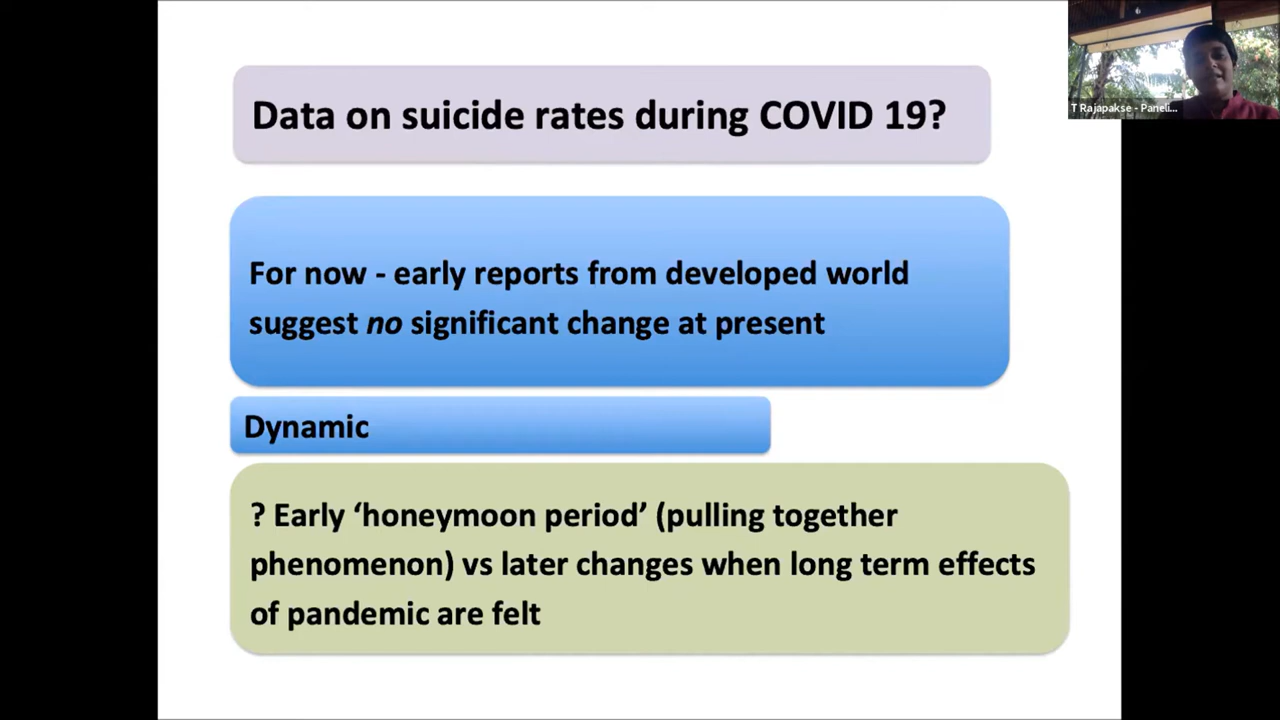 Data on suicide rates during COVID 19?
T Rajapakse - Paneli...
For now - early reports from developed world
suggest no significant change at present
Dynamic
? Early ‘honeymoon period’ (pulling together
phenomenon) vs later changes when long term effects
of pandemic are felt